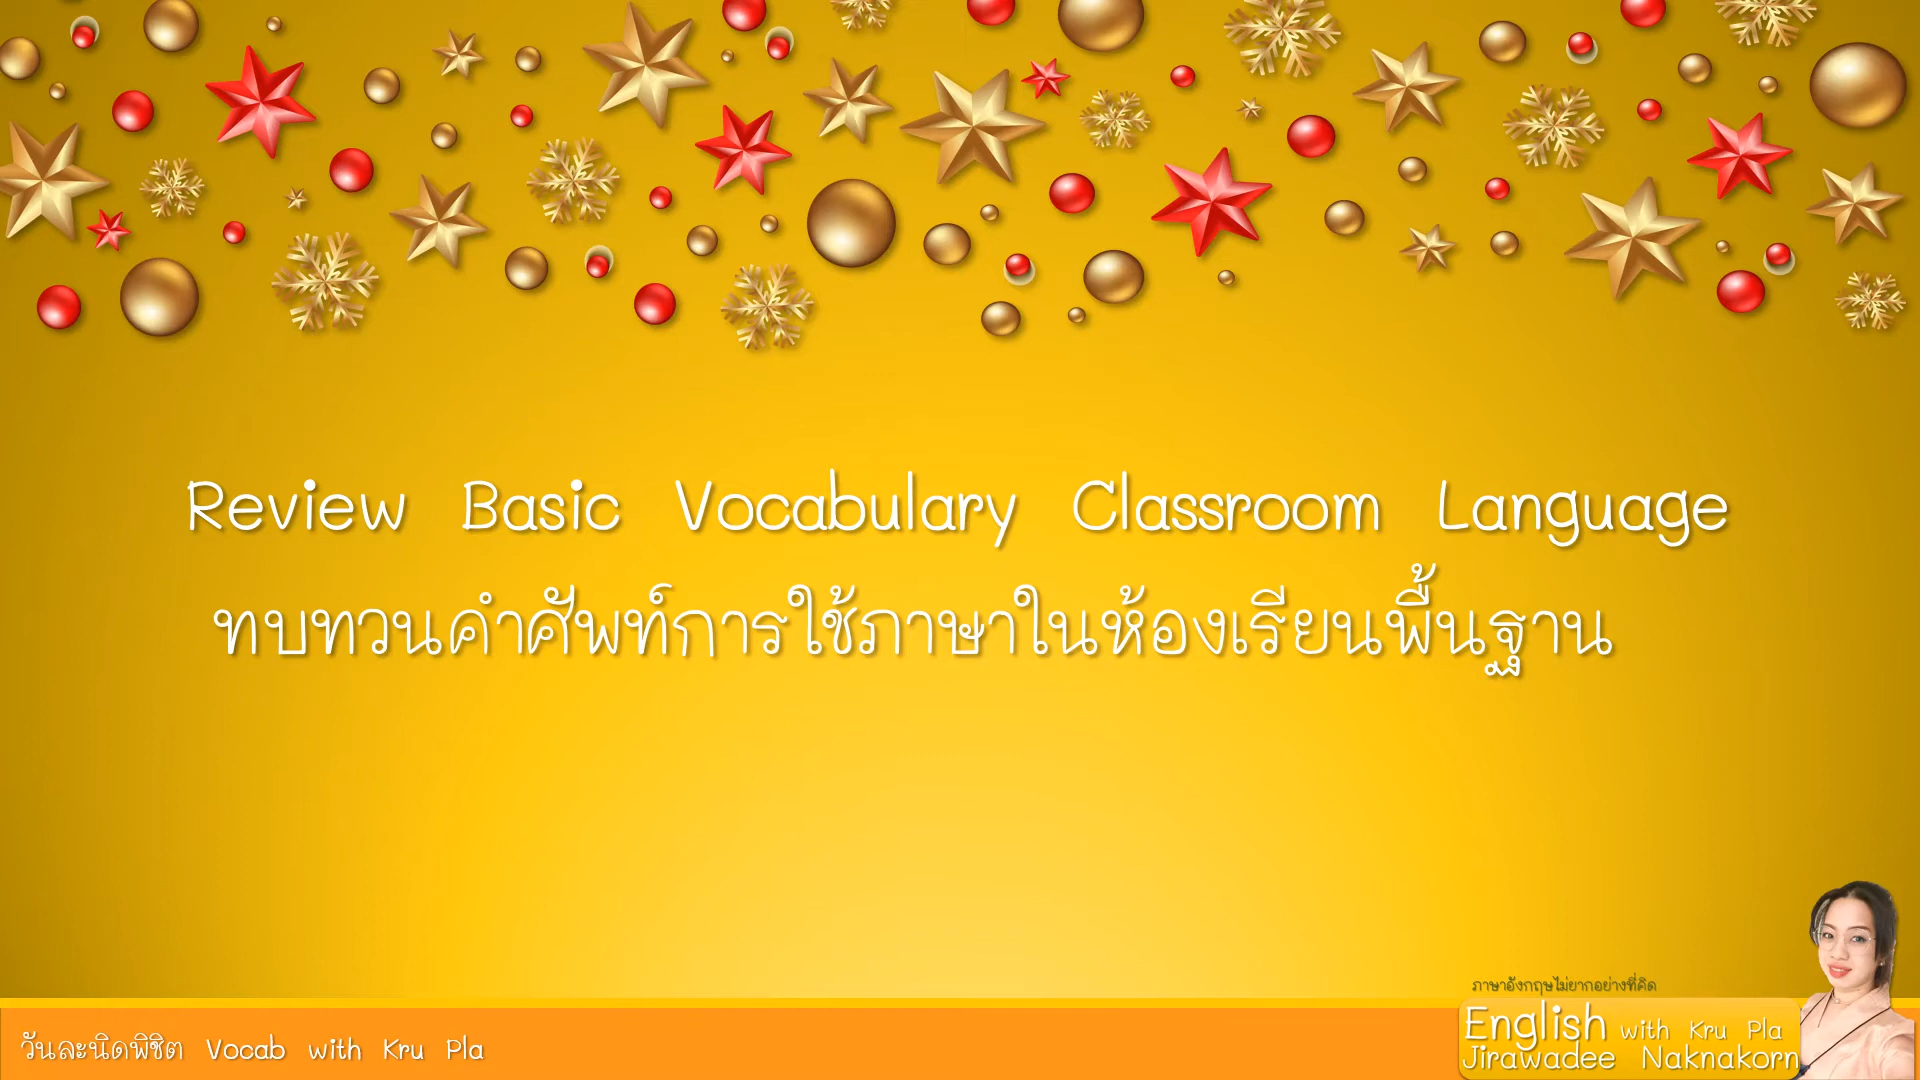 Review Basic Vocabulary Classroom Language
ทบทวนคำศัพท์การใช้ภาษาในห้องเรียนพื้นฐาน
ภาษาอังกฤษไม่ยากอย่างที่คิด
English with Kru Pla
Jirawadee Naknakorn
วันละนิดพิชิต Vocab with Kru Pla